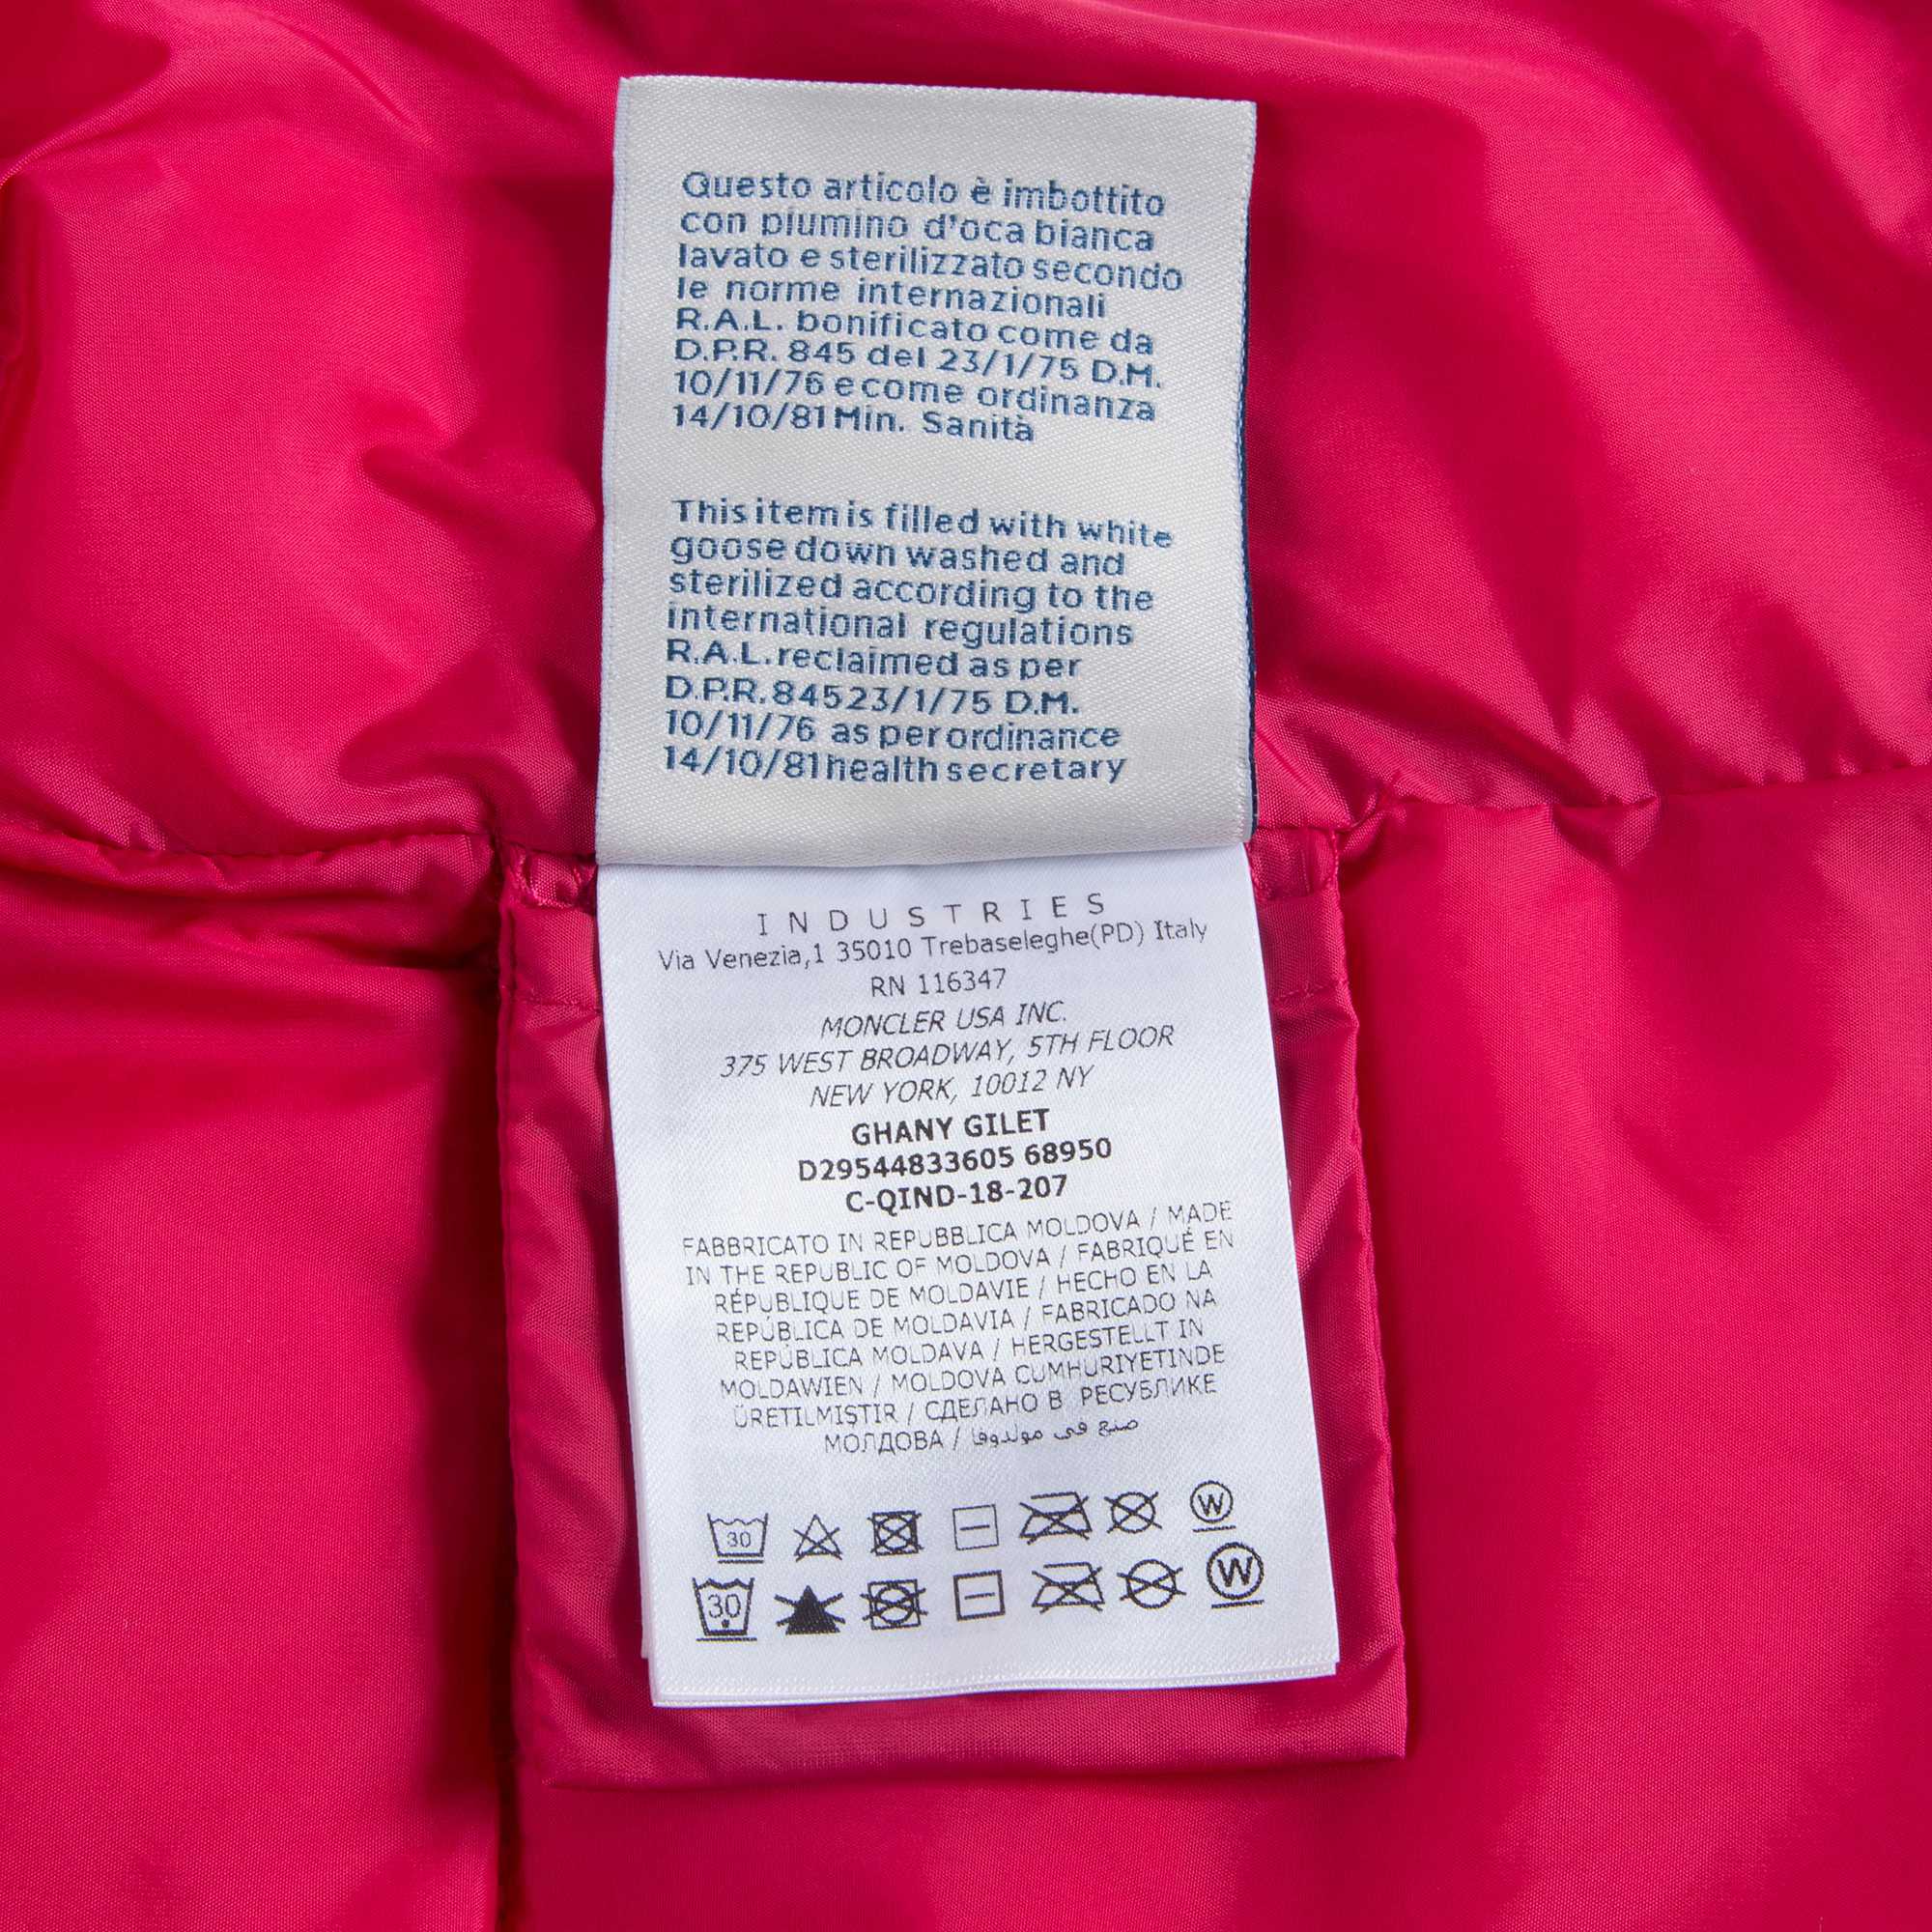 Questo articolo è imbottito
con piumino d'oca bianca
lavato e sterilizzato secondo
le norme internazionali
R.A.L. bonificato come da
D.P.R. 845 del 23/1/75 D.M.
10/11/76 e come ordinanza
14/10/81 Min. Sanità
This item is filled with white
goose down washed and
sterilized according to the
international regulations
R.A.L. reclaimed as per
D.P.R. 845 23/1/75 D.M.
10/11/76 as per ordinance
14/10/81 health secretary
INDUSTRIES
Via Venezia,1 35010 Trebaseleghe(PD) Italy
RN 116347
MONCLER USA INC.
375 WEST BROADWAY, 5TH FLOOR
NEW YORK, 10012 NY
GHANY GILET
D29544833605 68950
C-QIND-18-207
FABBRICATO IN REPUBBLICA MOLDOVA / MADE
IN THE REPUBLIC OF MOLDOVA / FABRIQUÉ EN
RÉPUBLIQUE DE MOLDAVIE / HECHO EN LA
REPÚBLICA DE MOLDAVIA / FABRICADO NA
REPÚBLICA MOLDAVA / HERGESTELLT IN
MOLDAWIEN / MOLDOVA CUMHURIYETINDE
ÜRETILMIŞTIR / СДЕЛАНО В РЕСУБЛИКЕ
МОЛДОВА / صنع في مولدوفا
30 W
30 W